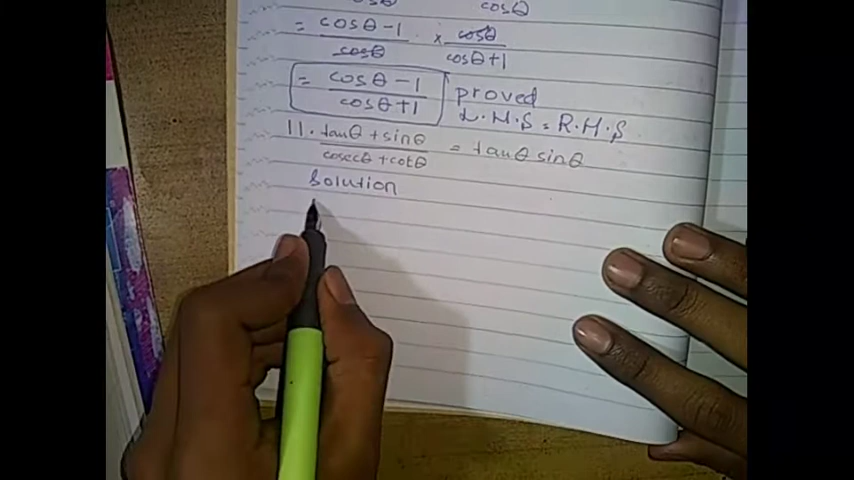 cosθ
= cosθ - 1 / cosθ × cosθ / cosθ + 1
= cosθ - 1 / cosθ + 1 proved
L.H.S = R.H.S
11. tanθ + sinθ / cosecθ + cotθ = tanθ sinθ
Solution